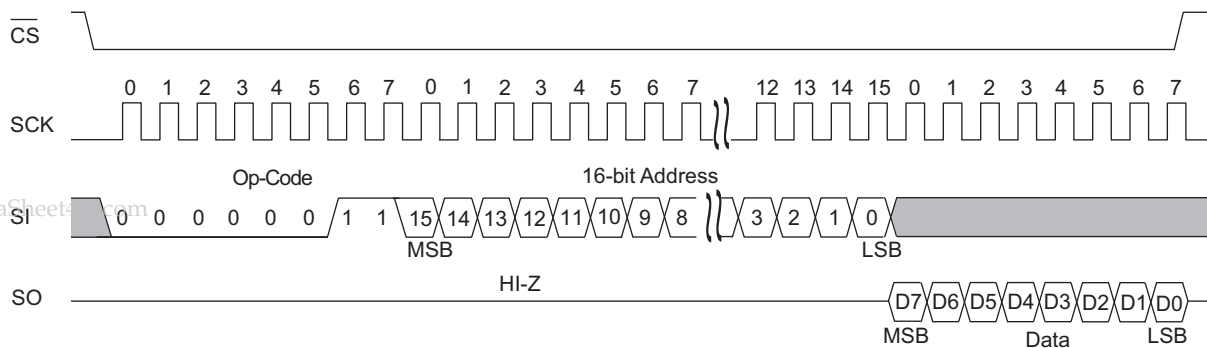 CS
0 1 2 3 4 5 6 7 0 1 2 3 4 5 6 7 12 13 14 15 0 1 2 3 4 5 6 7
SCK
Op-Code 16-bit Address
SI 0 0 0 0 0 0 1 1 15 14 13 12 11 10 9 8 3 2 1 0
MSB LSB
HI-Z
SO D7 D6 D5 D4 D3 D2 D1 D0
MSB Data LSB